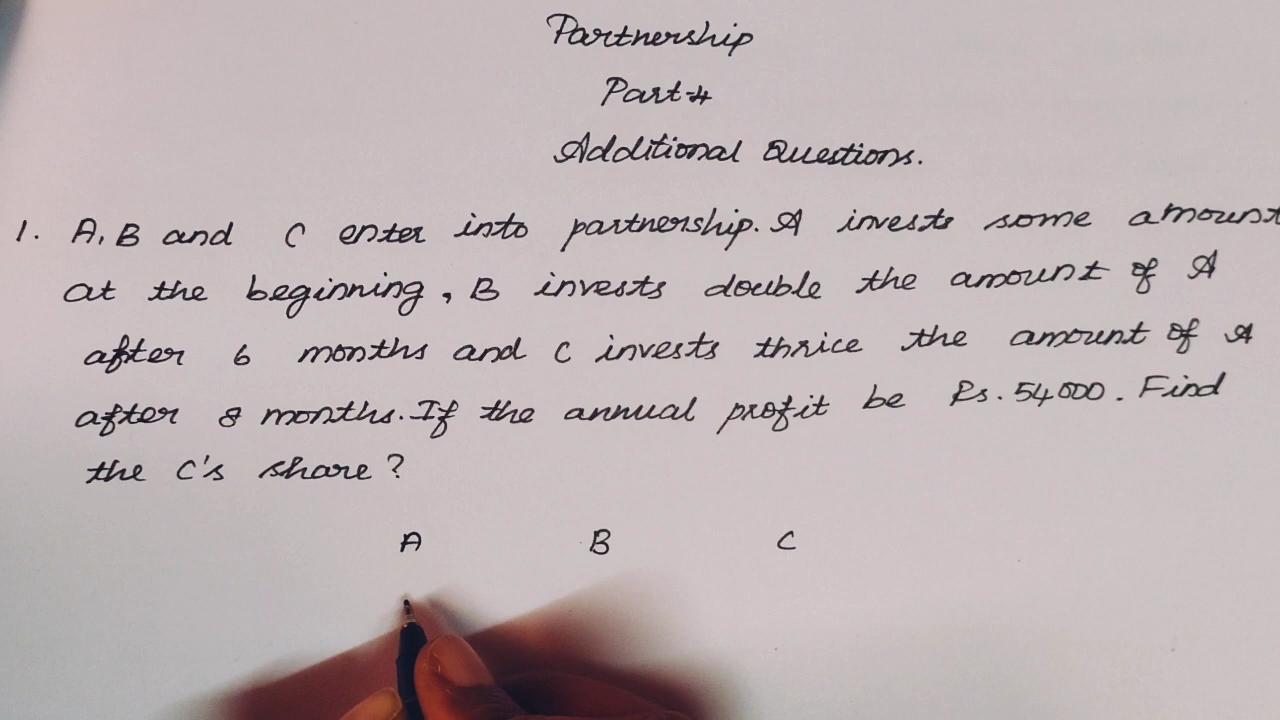 Partnership
Part-4
Additional Questions.
1. A, B and C enter into partnership. A invests some amount
at the beginning, B invests double the amount of A
after 6 months and C invests thrice the amount of A
after 8 months. If the annual profit be Rs. 54000. Find
the C's share?
A B C